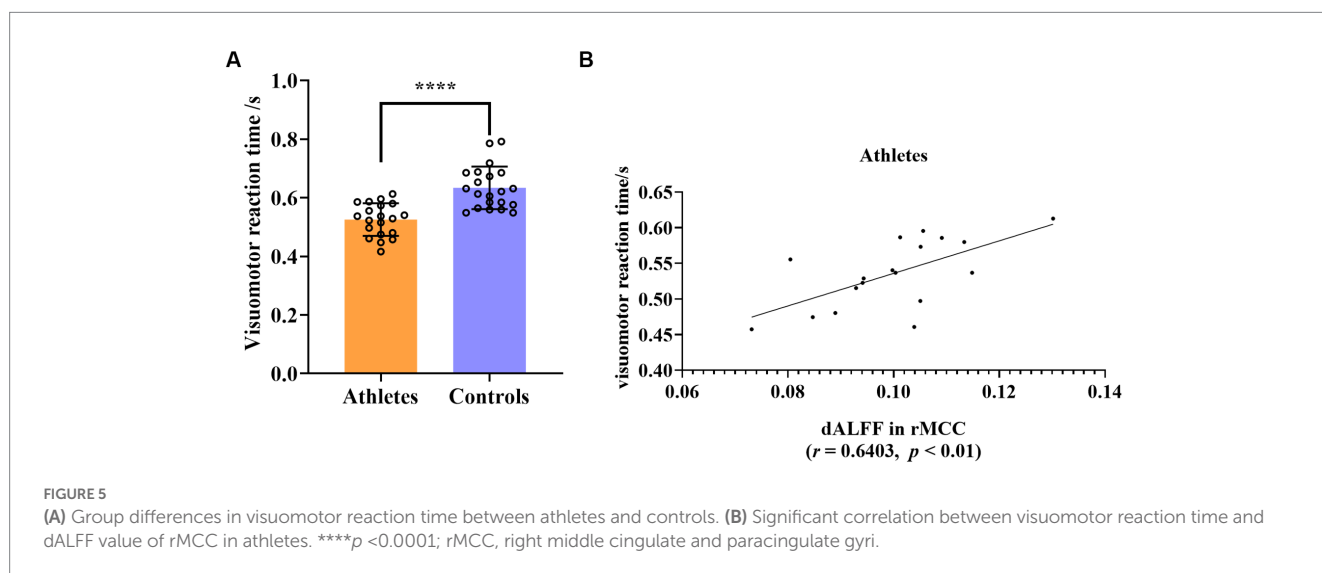 A
B
****
1.0
0.8
0.6
0.4
0.2
0.0
Visuomotor reaction time /s
Athletes
Controls
Athletes
visuomotor reaction time/s
0.65
0.60
0.55
0.50
0.45
0.40
0.06
0.08
0.10
0.12
0.14
dALFF in rMCC
(r = 0.6403, p < 0.01)
FIGURE 5
(A) Group differences in visuomotor reaction time between athletes and controls. (B) Significant correlation between visuomotor reaction time and
dALFF value of rMCC in athletes. ****p <0.0001; rMCC, right middle cingulate and paracingulate gyri.